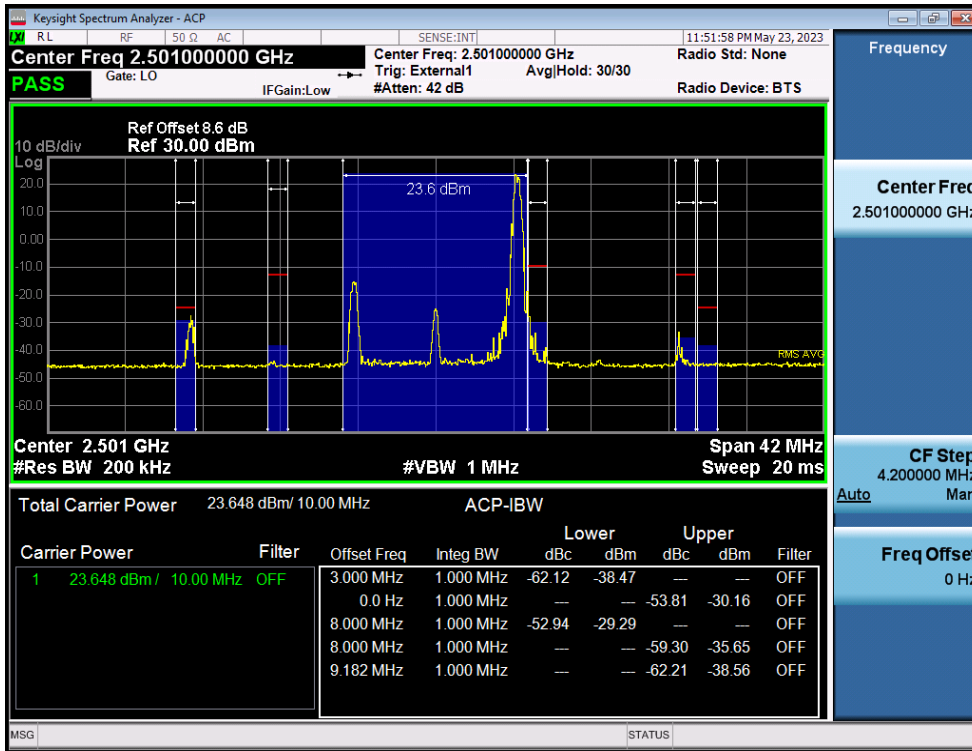 Keysight Spectrum Analyzer - ACP
LXI RL RF 50 Ω AC SENSE:INT 11:51:58 PM May 23, 2023
Center Freq 2.501000000 GHz
Center Freq: 2.501000000 GHz Radio Std: None
Gate: LO Trig: External1 Avg|Hold: 30/30
PASS IFGain:Low #Atten: 42 dB Radio Device: BTS
Ref Offset 8.6 dB
10 dB/div Ref 30.00 dBm
Log
20.0
10.0
0.00
-10.0
-20.0
-30.0
-40.0
-50.0
-60.0
23.6 dBm
RMS AVG
Center 2.501 GHz Span 42 MHz
#Res BW 200 kHz #VBW 1 MHz Sweep 20 ms
Total Carrier Power 23.648 dBm/ 10.00 MHz ACP-IBW
Lower Upper
Carrier Power Filter Offset Freq Integ BW dBc dBm dBc dBm Filter
1 23.648 dBm / 10.00 MHz OFF 3.000 MHz 1.000 MHz -62.12 -38.47 --- --- OFF
0.0 Hz 1.000 MHz --- --- -53.81 -30.16 OFF
8.000 MHz 1.000 MHz -52.94 -29.29 --- --- OFF
8.000 MHz 1.000 MHz --- --- -59.30 -35.65 OFF
9.182 MHz 1.000 MHz --- --- -62.21 -38.56 OFF
MSG STATUS
Frequency
Center Freq
2.501000000 GHz
CF Step
4.200000 MHz
Auto Man
Freq Offset
0 Hz